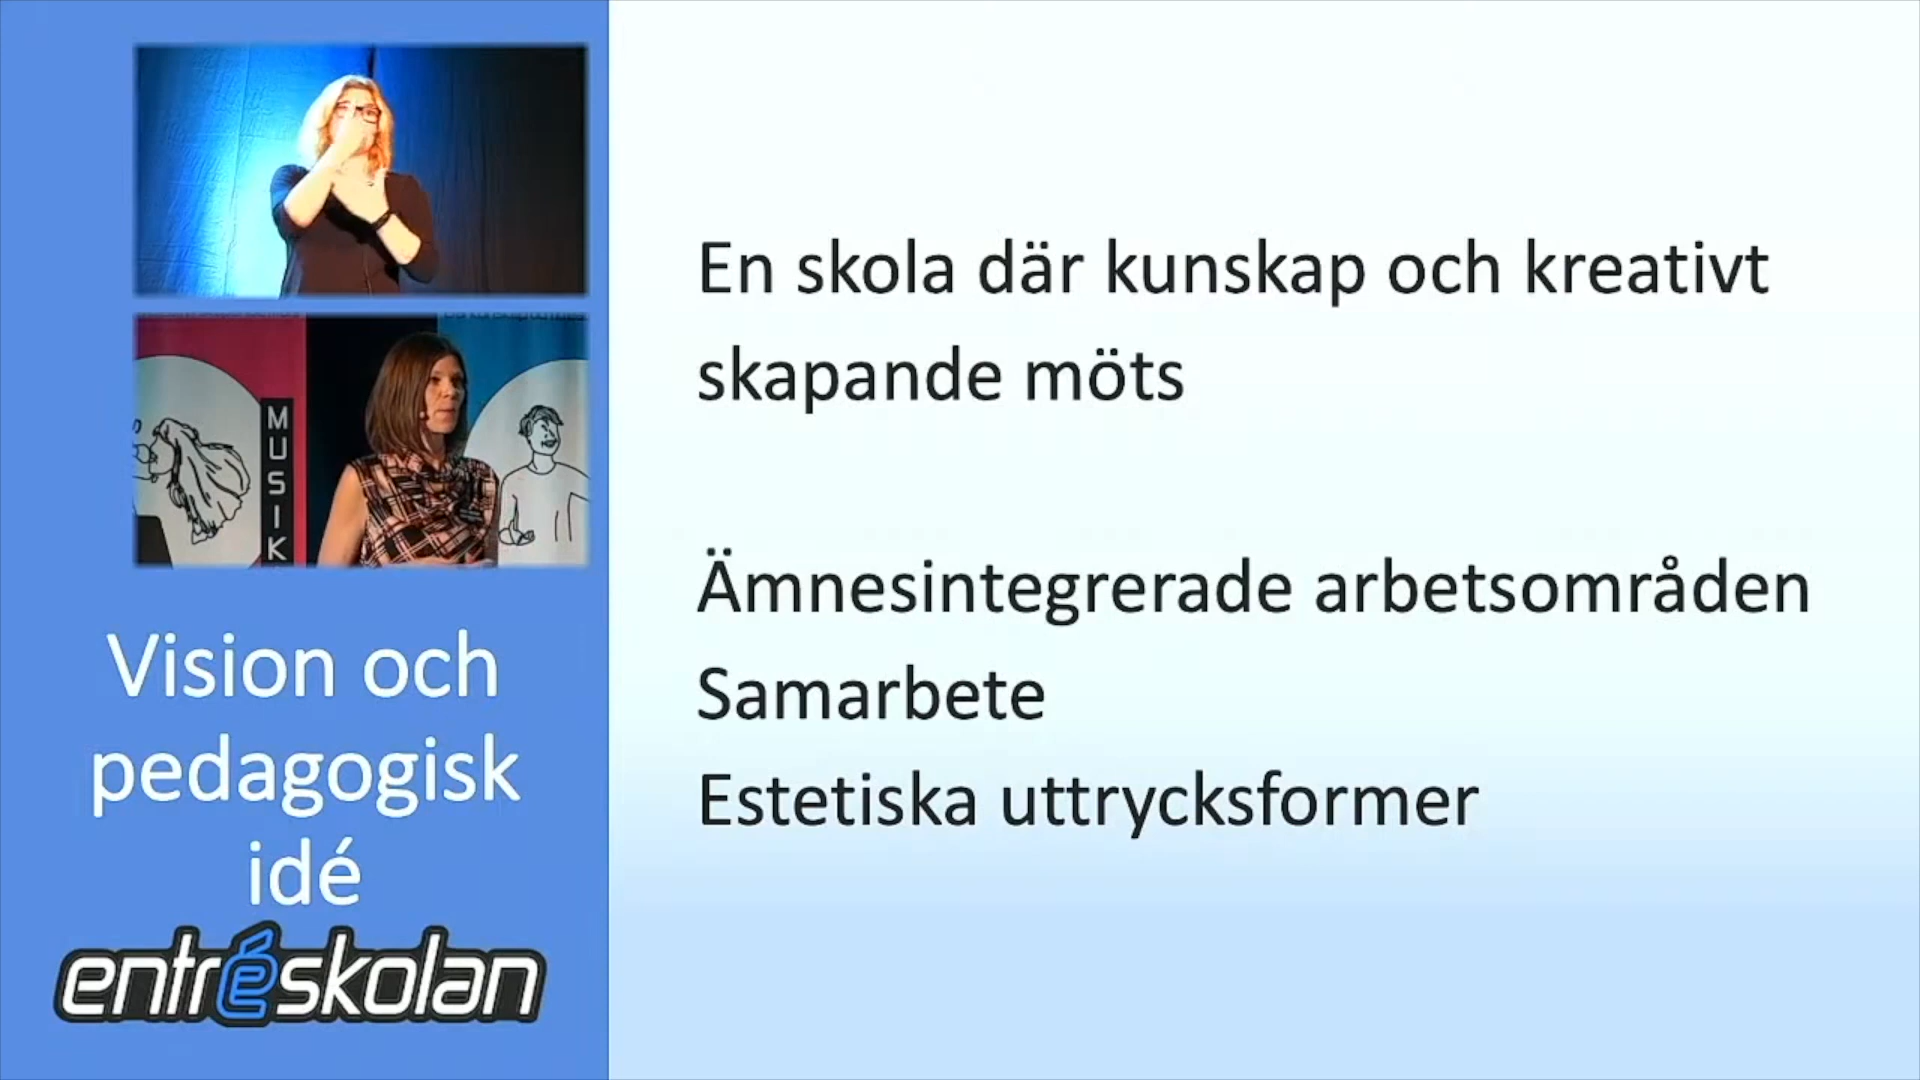 MUSIK
Vision och
pedagogisk
idé
entréskolan
En skola där kunskap och kreativt
skapande möts
Ämnesintegrerade arbetsområden
Samarbete
Estetiska uttrycksformer